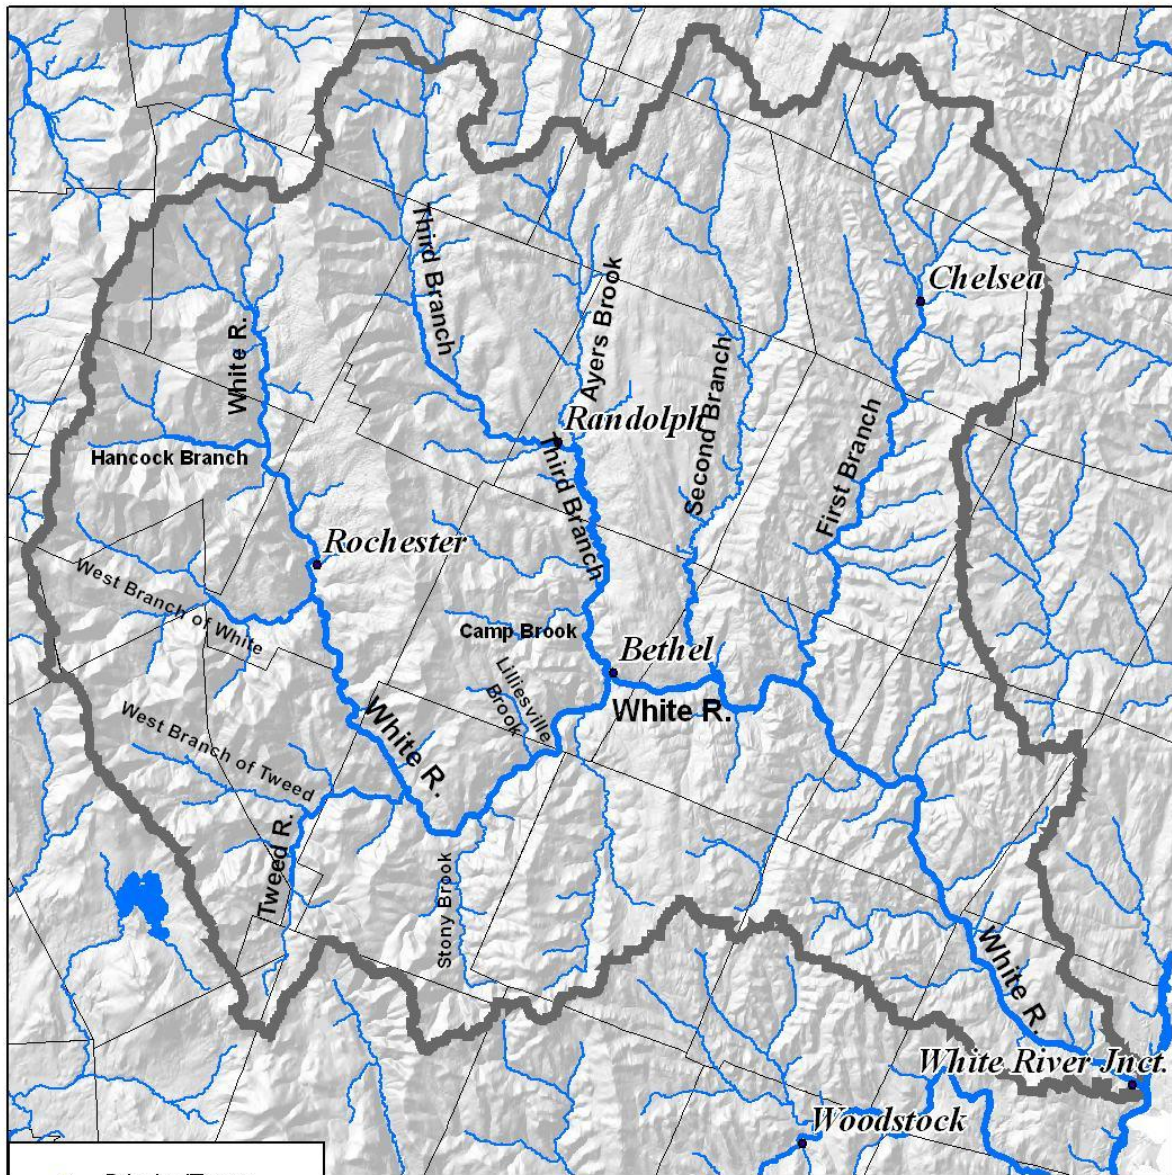 Third Branch
Chelsea
Ayers Brook
White R.
Second Branch
Randolph
First Branch
Hancock Branch
Third Branch
Rochester
West Branch of White
Camp Brook
Bethel
Lilliesville
Brook
White R.
White R.
West Branch of Tweed
Tweed R.
Stony Brook
White R.
White River Jnct.
Woodstock